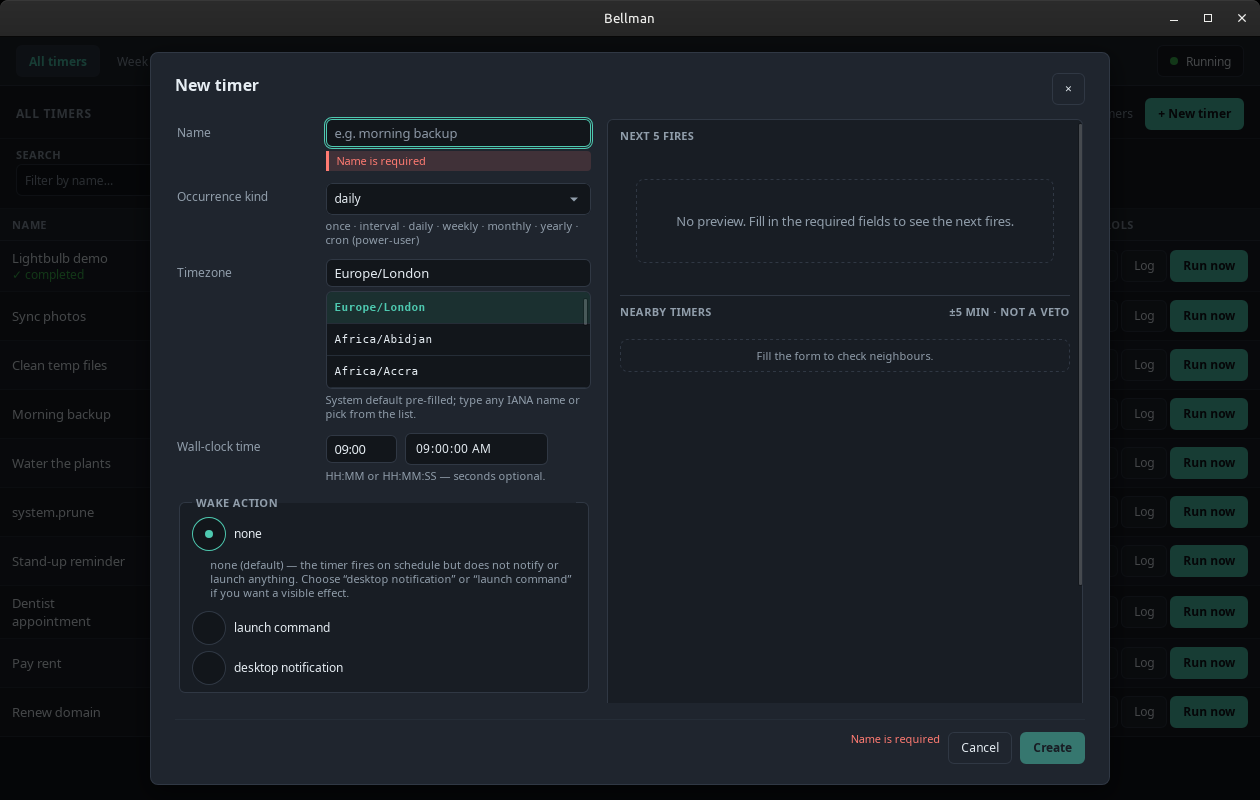 Bellman
All timers
Week
Running
ALL TIMERS
mers
+ New timer
SEARCH
Filter by name...
NAME
OLS
Lightbulb demo
✓ completed
Log
Run now
Sync photos
Log
Run now
Clean temp files
Log
Run now
Morning backup
Log
Run now
Water the plants
Log
Run now
system.prune
Log
Run now
Stand-up reminder
Log
Run now
Dentist
appointment
Log
Run now
Pay rent
Log
Run now
Renew domain
Log
Run now
New timer
×
Name
e.g. morning backup
Name is required
Occurrence kind
daily
once · interval · daily · weekly · monthly · yearly ·
cron (power-user)
Timezone
Europe/London
Europe/London
Africa/Abidjan
Africa/Accra
System default pre-filled; type any IANA name or
pick from the list.
Wall-clock time
09:00
09:00:00 AM
HH:MM or HH:MM:SS — seconds optional.
WAKE ACTION
none
none (default) — the timer fires on schedule but does not notify or
launch anything. Choose “desktop notification” or “launch command”
if you want a visible effect.
launch command
desktop notification
NEXT 5 FIRES
No preview. Fill in the required fields to see the next fires.
NEARBY TIMERS
±5 MIN · NOT A VETO
Fill the form to check neighbours.
Name is required
Cancel
Create